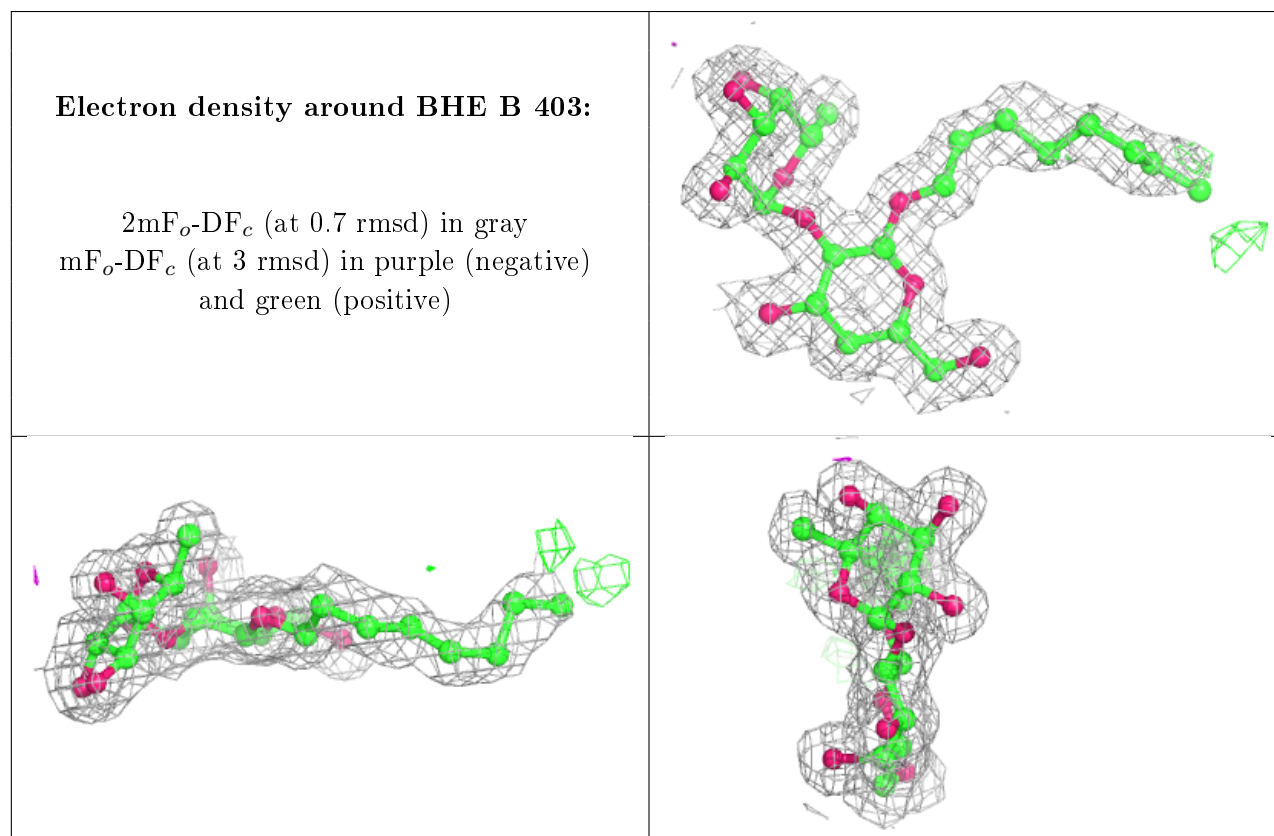 Electron density around BHE B 403:
2mFo-DFc (at 0.7 rmsd) in gray
mFo-DFc (at 3 rmsd) in purple (negative)
and green (positive)